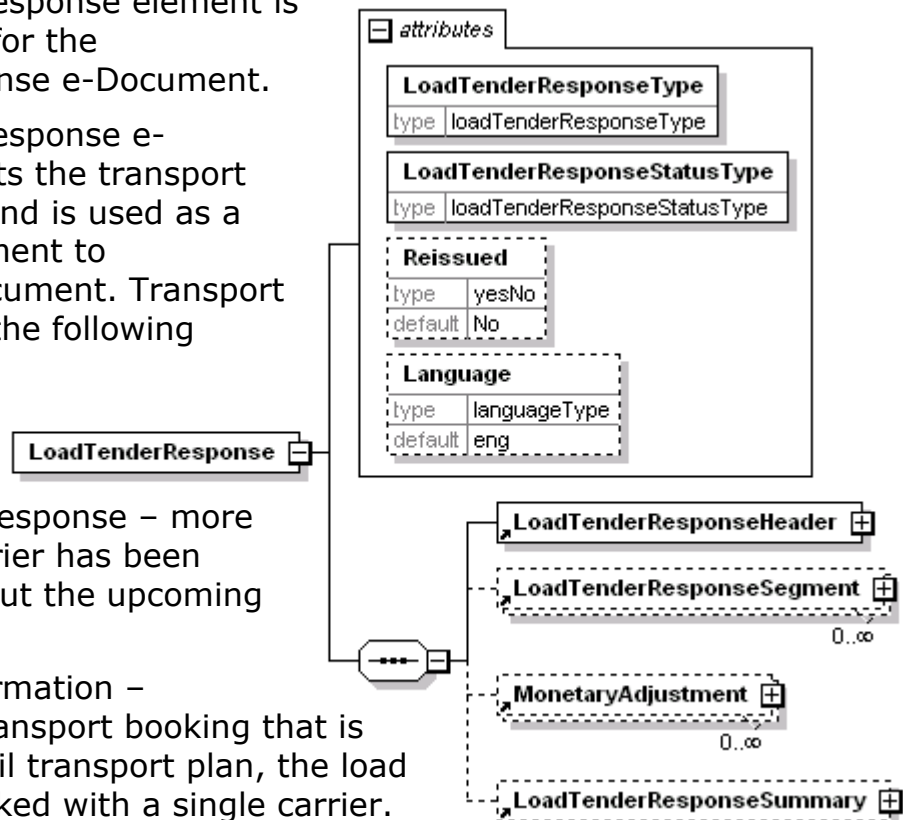 esponse element is
for the
nse e-Document.
esponse e-
ts the transport
nd is used as a
ment to
cument. Transport
the following
attributes
LoadTenderResponseType
type loadTenderResponseType
LoadTenderResponseStatusType
type loadTenderResponseStatusType
Reissued
type yesNo
default No
Language
type languageType
default eng
LoadTenderResponse
esponse – more
rier has been
out the upcoming
rmation –
ansport booking that is
il transport plan, the load
ked with a single carrier.
LoadTenderResponseHeader
LoadTenderResponseSegment
0..∞
MonetaryAdjustment
0..∞
LoadTenderResponseSummary